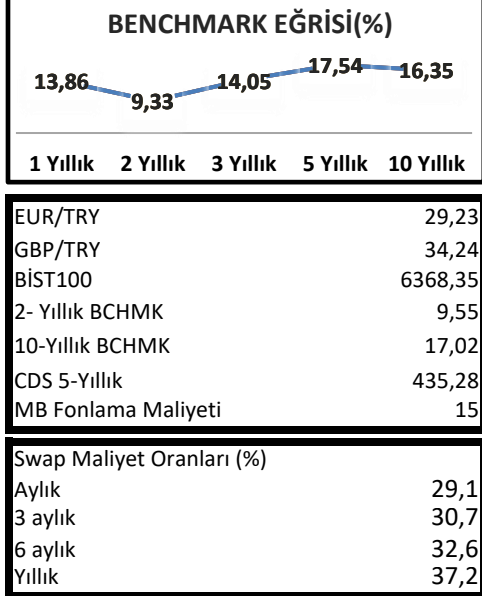 BENCHMARK EĞRİSİ(%)
13,86 9,33 14,05 17,54 16,35
1 Yıllık 2 Yıllık 3 Yıllık 5 Yıllık 10 Yıllık
EUR/TRY 29,23
GBP/TRY 34,24
BİST100 6368,35
2- Yıllık BCHMK 9,55
10-Yıllık BCHMK 17,02
CDS 5-Yıllık 435,28
MB Fonlama Maliyeti 15
Swap Maliyet Oranları (%)
Aylık 29,1
3 aylık 30,7
6 aylık 32,6
Yıllık 37,2